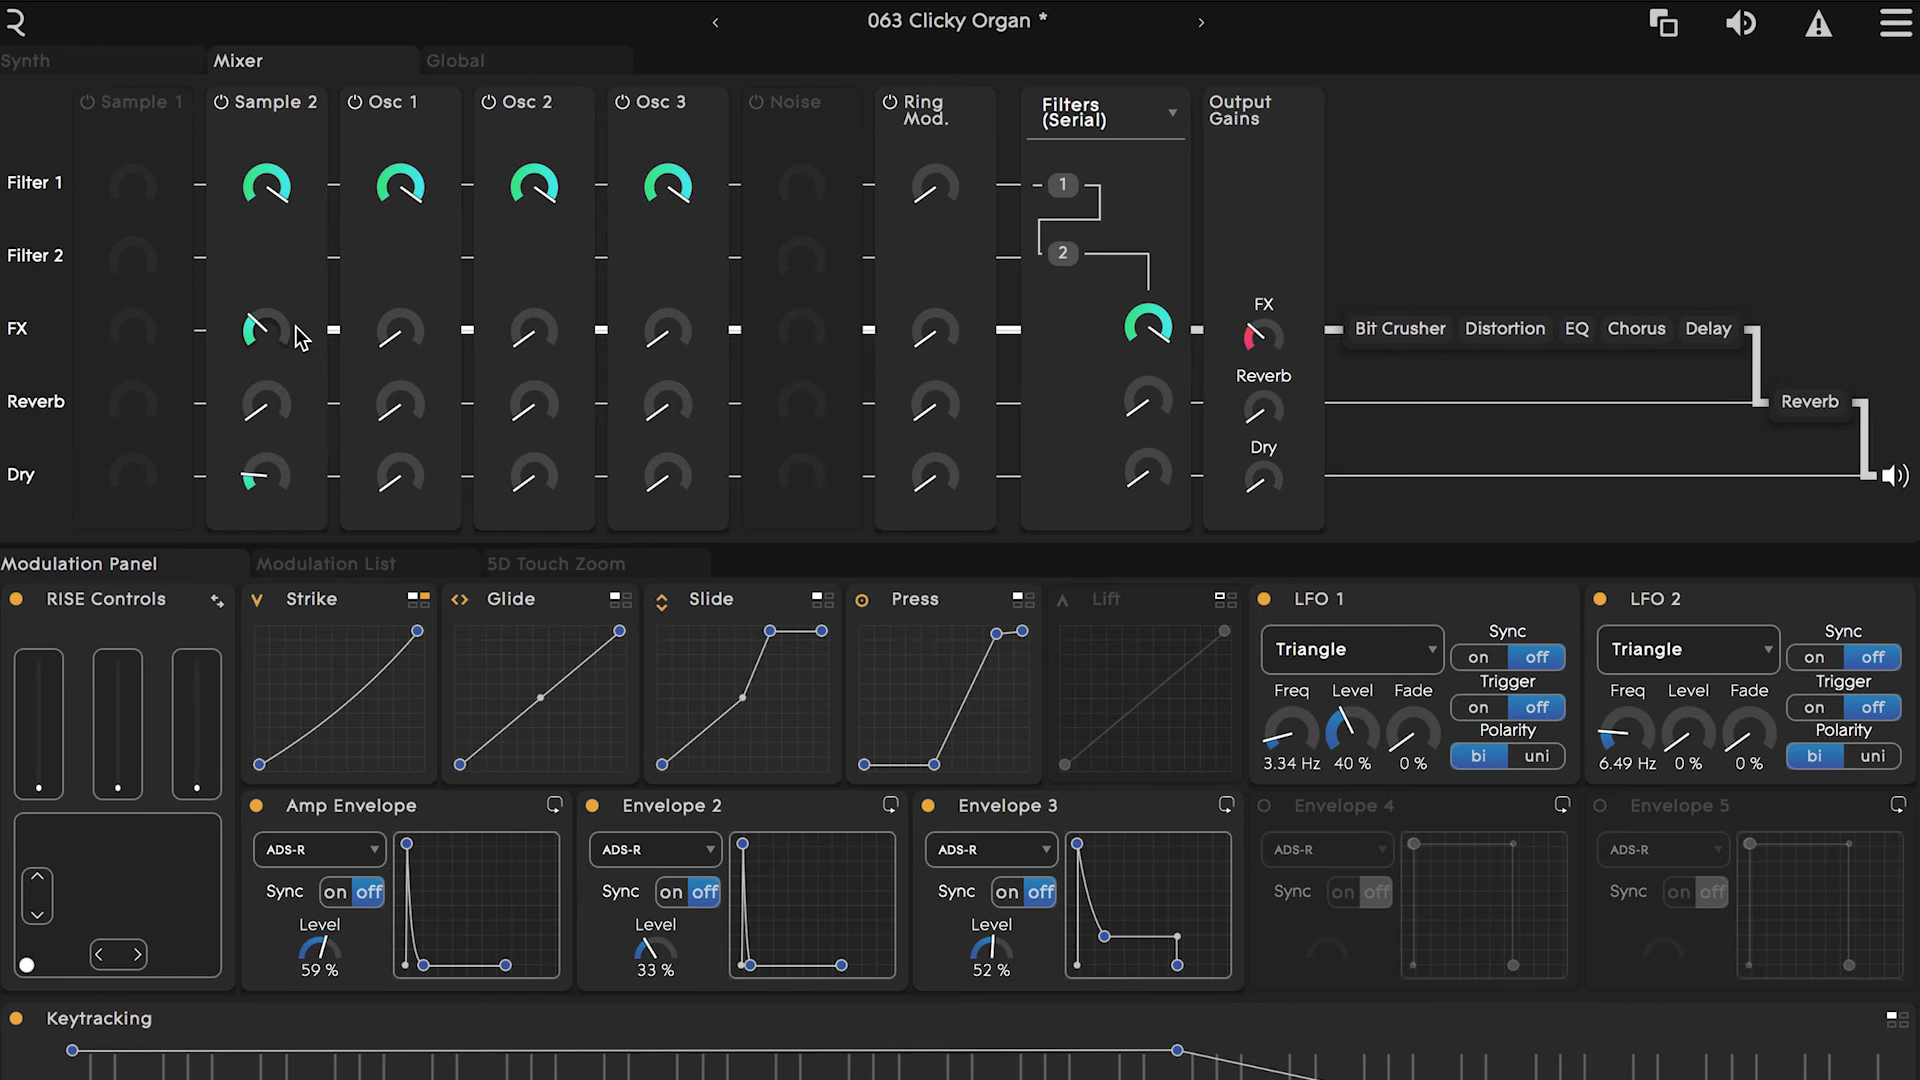 063 Clicky Organ *
Synth Mixer Global
Sample 1 Sample 2 Osc 1 Osc 2 Osc 3 Noise Ring Mod. Filters (Serial) Output Gains
Filter 1 1
Filter 2 2
FX
FX Bit Crusher Distortion EQ Chorus Delay
Reverb
Reverb Reverb
Dry
Dry
Modulation Panel Modulation List 5D Touch Zoom
RISE Controls Strike Glide Slide Press Lift LFO 1 LFO 2
Sync Sync
Triangle on off Triangle on off
Trigger Trigger
Freq Level Fade on off Freq Level Fade on off
Polarity Polarity
3.34 Hz 40 % 0 % bi uni 6.49 Hz 0 % 0 % bi uni
Amp Envelope Envelope 2 Envelope 3 Envelope 4 Envelope 5
ADS-R ADS-R ADS-R ADS-R ADS-R
Sync on off Sync on off Sync on off Sync on off Sync on off
Level Level Level
59 % 33 % 52 %
Keytracking